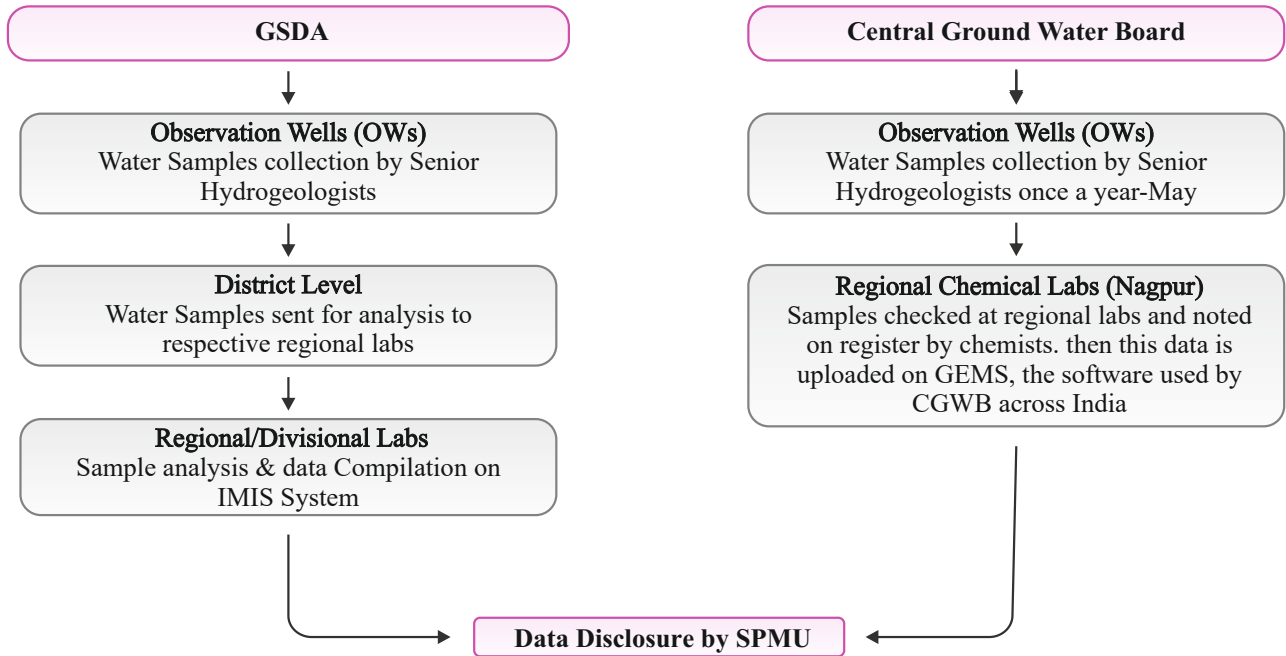 GSDA
Observation Wells (OWs)
Water Samples collection by Senior
Hydrogeologists
District Level
Water Samples sent for analysis to
respective regional labs
Regional/Divisional Labs
Sample analysis & data Compilation on
IMIS System
Central Ground Water Board
Observation Wells (OWs)
Water Samples collection by Senior
Hydrogeologists once a year-May
Regional Chemical Labs (Nagpur)
Samples checked at regional labs and noted
on register by chemists. then this data is
uploaded on GEMS, the software used by
CGWB across India
Data Disclosure by SPMU